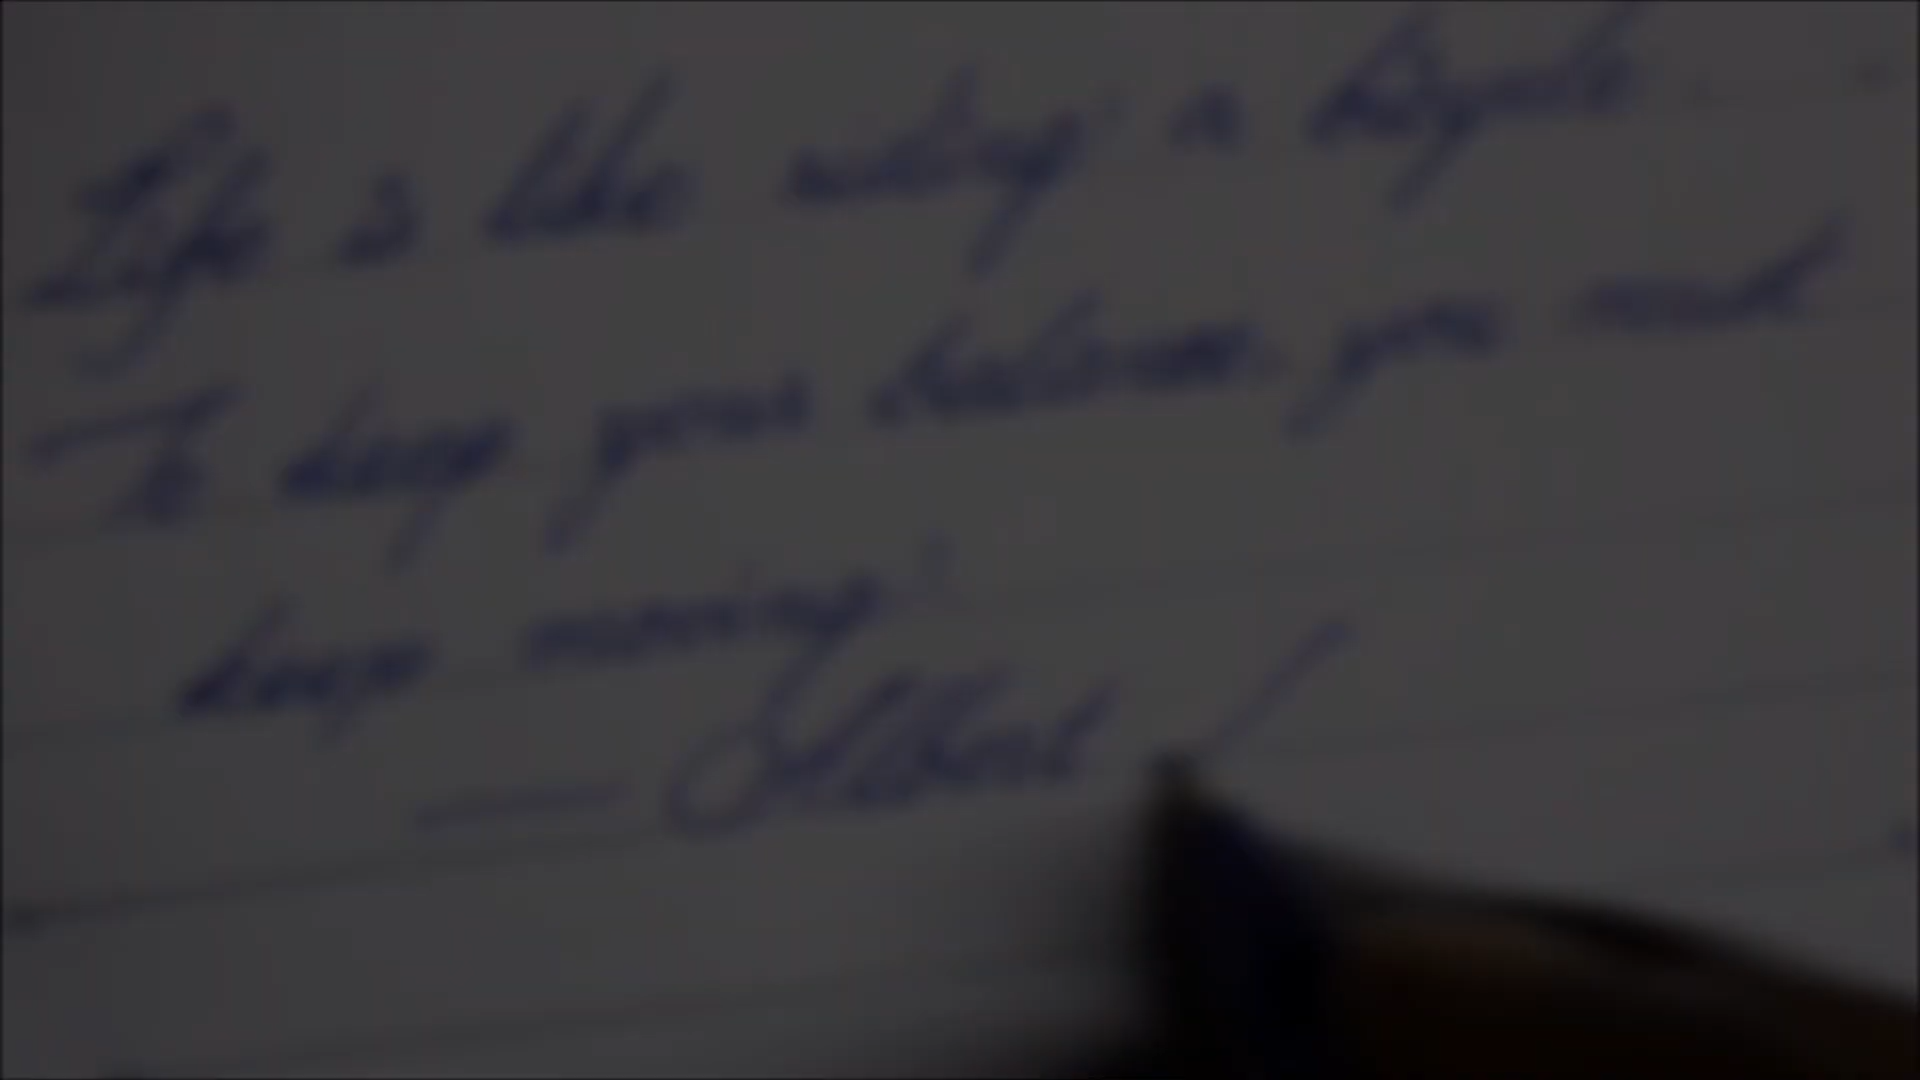 Life is like riding a bicycle.
To keep your balance you must
keep moving
— Albert